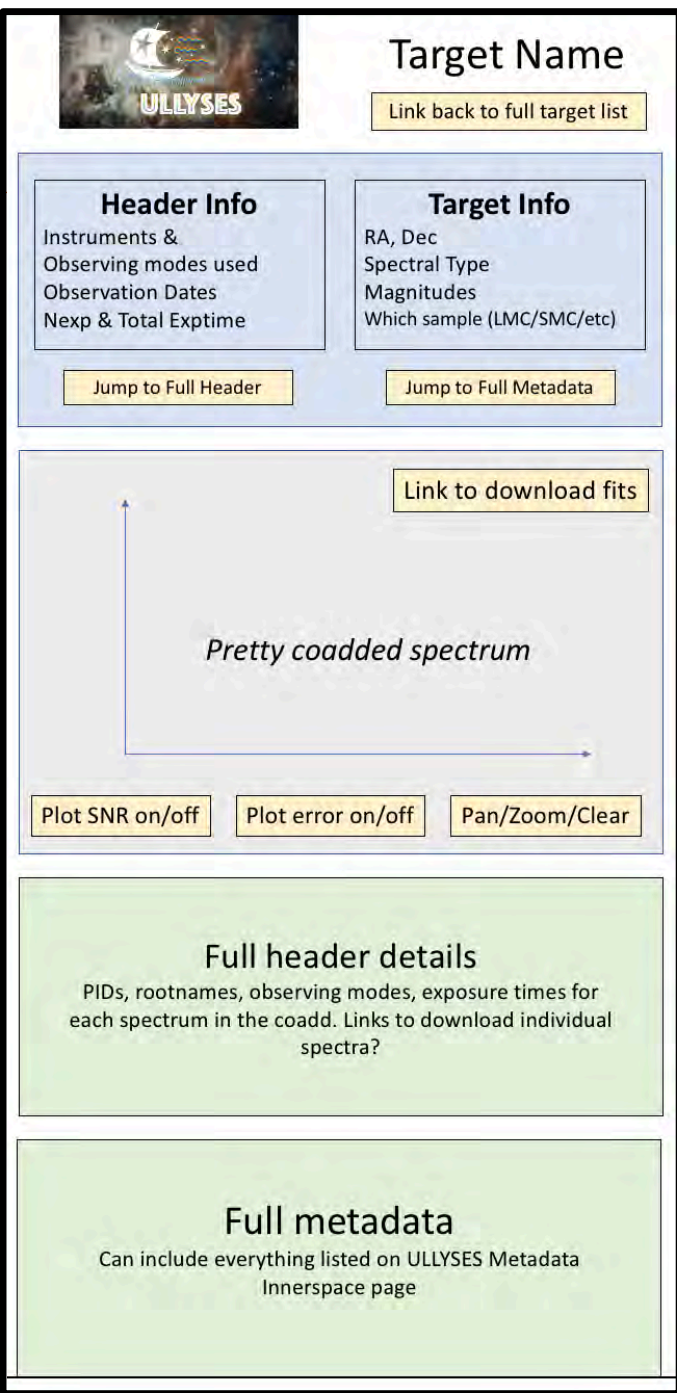 ULLYSES
Target Name
Link back to full target list
Header Info
Instruments &
Observing modes used
Observation Dates
Nexp & Total Exptime
Target Info
RA, Dec
Spectral Type
Magnitudes
Which sample (LMC/SMC/etc)
Jump to Full Header
Jump to Full Metadata
Link to download fits
Pretty coadded spectrum
Plot SNR on/off
Plot error on/off
Pan/Zoom/Clear
Full header details
PIDs, rootnames, observing modes, exposure times for
each spectrum in the coadd. Links to download individual
spectra?
Full metadata
Can include everything listed on ULLYSES Metadata
Innerspace page